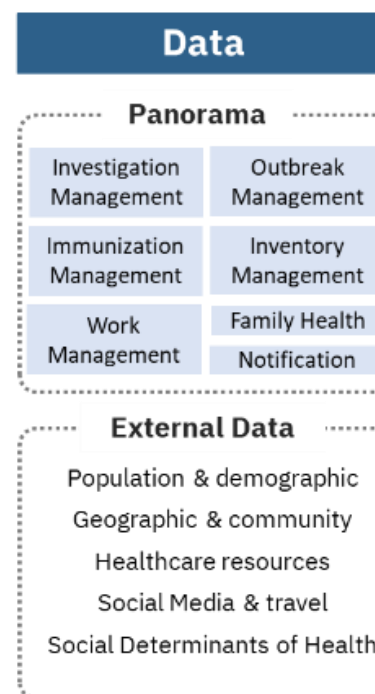 Data
Panorama
Investigation
Management
Outbreak
Management
Immunization
Management
Inventory
Management
Work
Management
Family Health
Notification
External Data
Population & demographic
Geographic & community
Healthcare resources
Social Media & travel
Social Determinants of Health